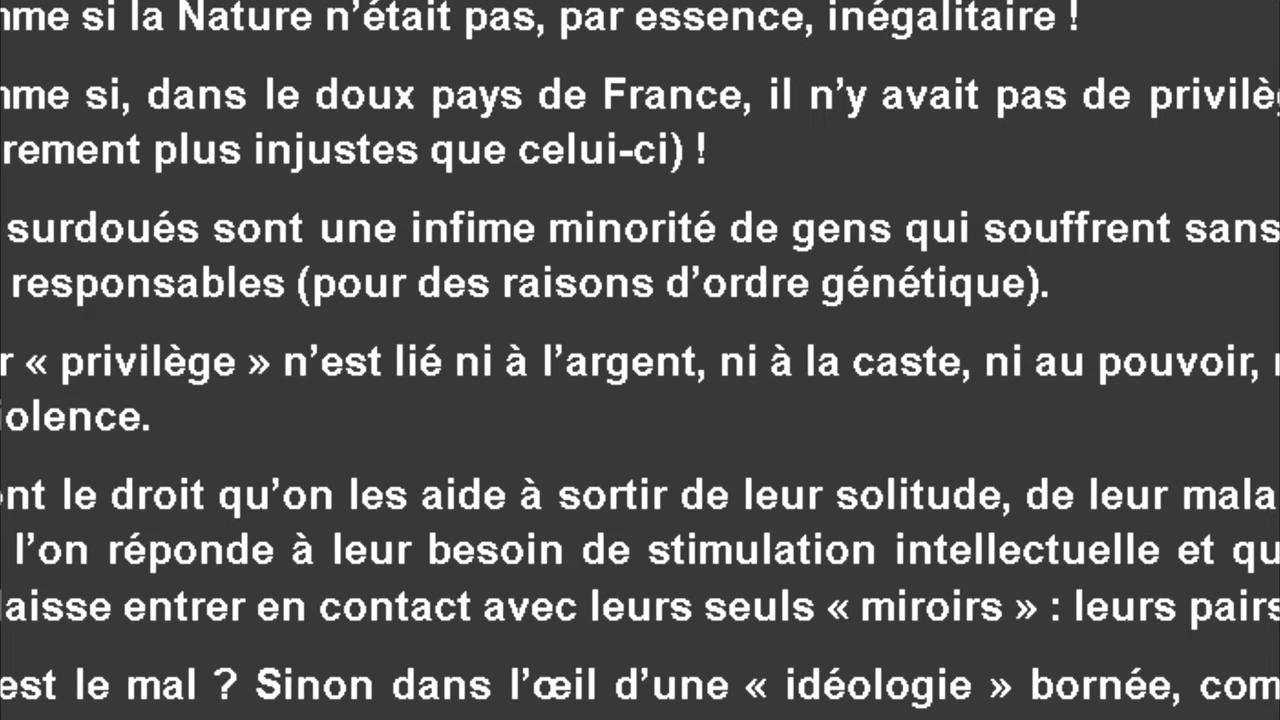 mme si la Nature n’était pas, par essence, inégalitaire !
mme si, dans le doux pays de France, il n’y avait pas de privilè
rement plus injustes que celui-ci) !
surdoués sont une infime minorité de gens qui souffrent sans
responsables (pour des raisons d’ordre génétique).
r « privilège » n’est lié ni à l’argent, ni à la caste, ni au pouvoir,
iolence.
ont le droit qu’on les aide à sortir de leur solitude, de leur mala
l’on réponde à leur besoin de stimulation intellectuelle et qu
laisse entrer en contact avec leurs seuls « miroirs » : leurs pairs
est le mal ? Sinon dans l’œil d’une « idéologie » bornée, com